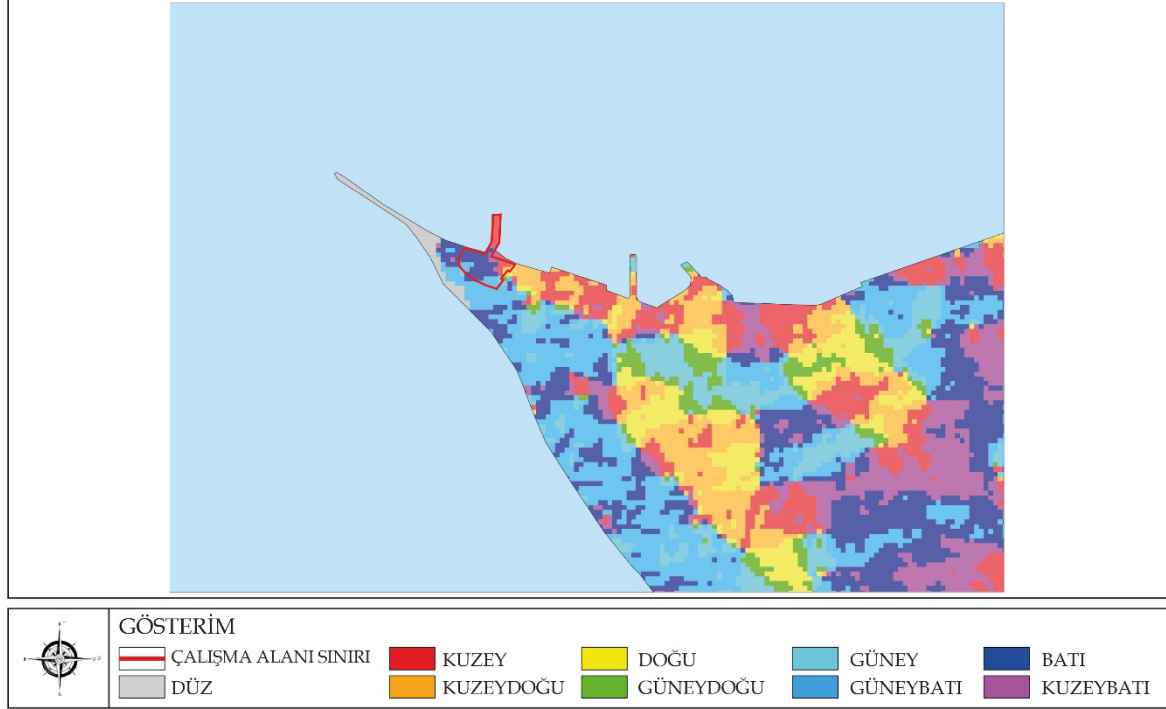 GÖSTERİM
ÇALIŞMA ALANI SINIRI
DÜZ
KUZEY
KUZEYDOĞU
DOĞU
GÜNEYDOĞU
GÜNEY
GÜNEYBATI
BATI
KUZEYBATI